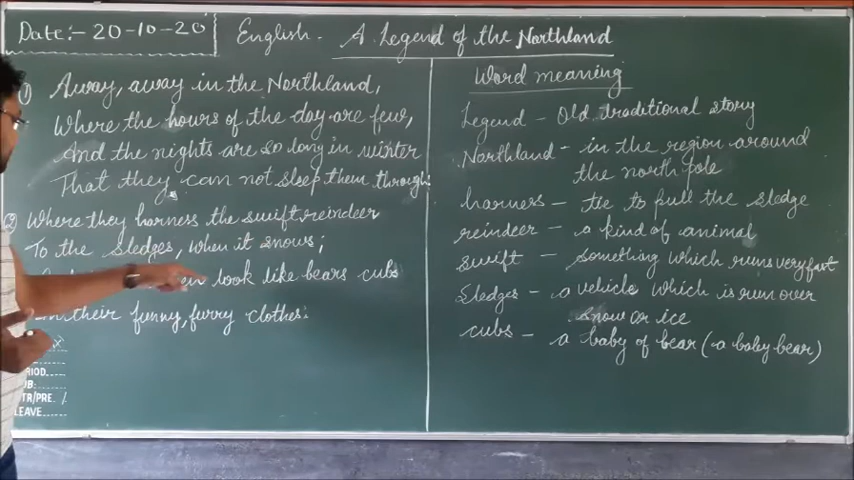 Date:- 20-10-20
English - A Legend of the Northland
① Away, away in the Northland,
Where the hours of the day are few,
And the nights are so long in winter
That they can not sleep them through.
② Where they harness the swift reindeer
To the sledges, when it snows;
look like bears cubs
their funny, furry clothes:
Word meaning
Legend - Old traditional story
Northland - in the region around
the north pole
harners - tie to pull the sledge
reindeer - a kind of animal
swift - something which runs very fast
Sledges - a vehicle which is run over
snow or ice
cubs - a baby of bear (a baby bear)
LEAVE